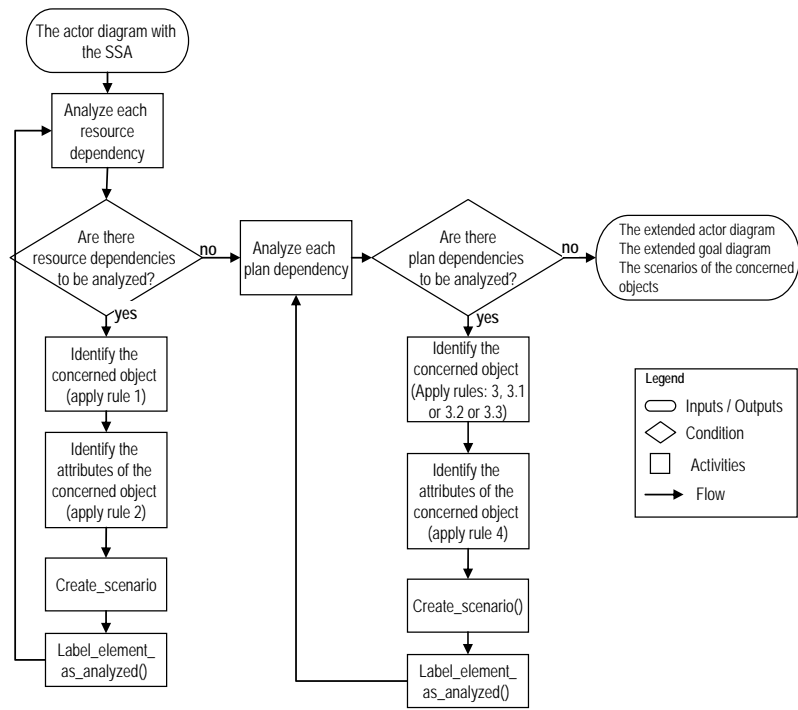 The actor diagram with
the SSA
Analyze each
resource
dependency
Are there
resource dependencies
to be analyzed?
no
yes
Identify the
concerned object
(apply rule 1)
Identify the
attributes of the
concerned object
(apply rule 2)
Create_scenario
Label_element_
as_analyzed()
Analyze each
plan dependency
Are there
plan dependencies
to be analyzed?
no
yes
Identify the
concerned object
(Apply rules: 3, 3.1
or 3.2 or 3.3)
Identify the
attributes of the
concerned object
(apply rule 4)
Create_scenario()
Label_element_
as_analyzed()
The extended actor diagram
The extended goal diagram
The scenarios of the concerned
objects
Legend
Inputs / Outputs
Condition
Activities
Flow